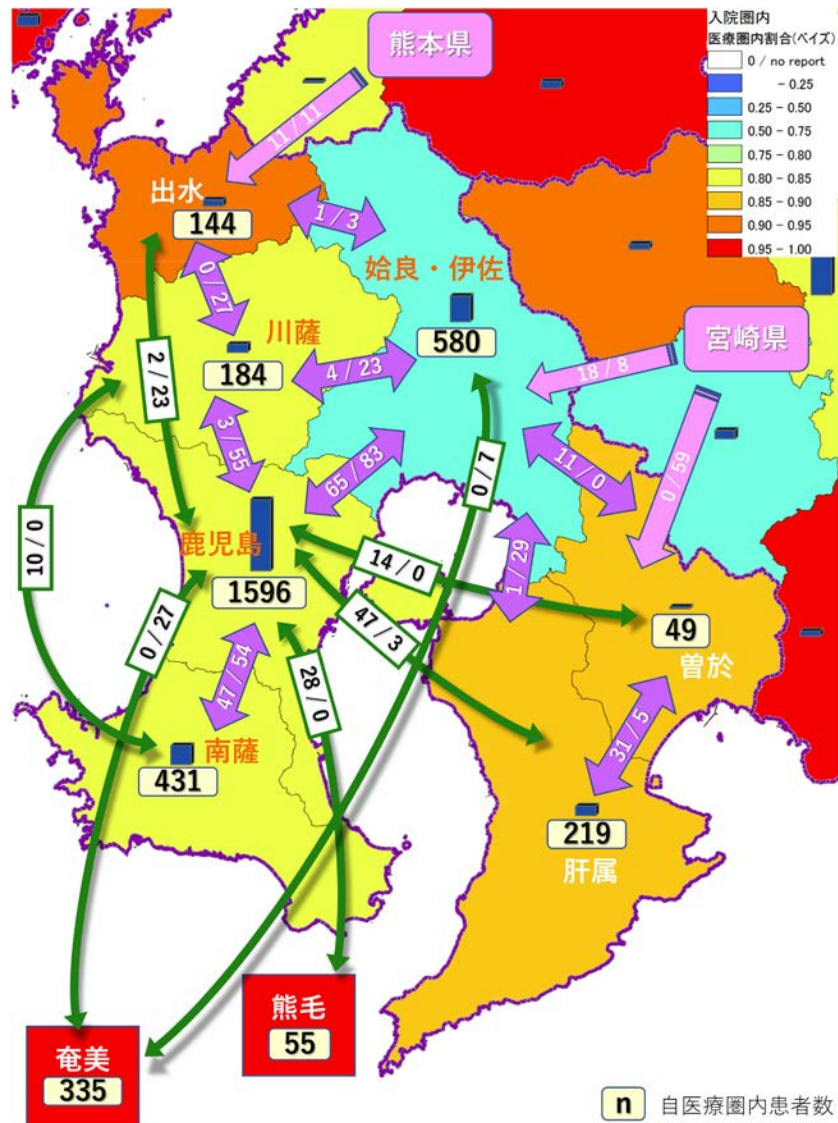 入院圏内
医療圏内割合(ベイズ)
0 / no report
- 0.25
0.25 - 0.50
0.50 - 0.75
0.75 - 0.80
0.80 - 0.85
0.85 - 0.90
0.90 - 0.95
0.95 - 1.00
熊本県
11 / 11
出水
144
1 / 3
0 / 27
姶良・伊佐
580
川薩
184
4 / 23
宮崎県
18 / 8
2 / 23
3 / 55
65 / 83
0 / 7
11 / 0
0 / 59
10 / 0
鹿児島
1596
14 / 0
1 / 29
49
曽於
0 / 27
47 / 54
28 / 0
47 / 3
31 / 5
南薩
431
219
肝属
熊毛
55
奄美
335
n 自医療圏内患者数